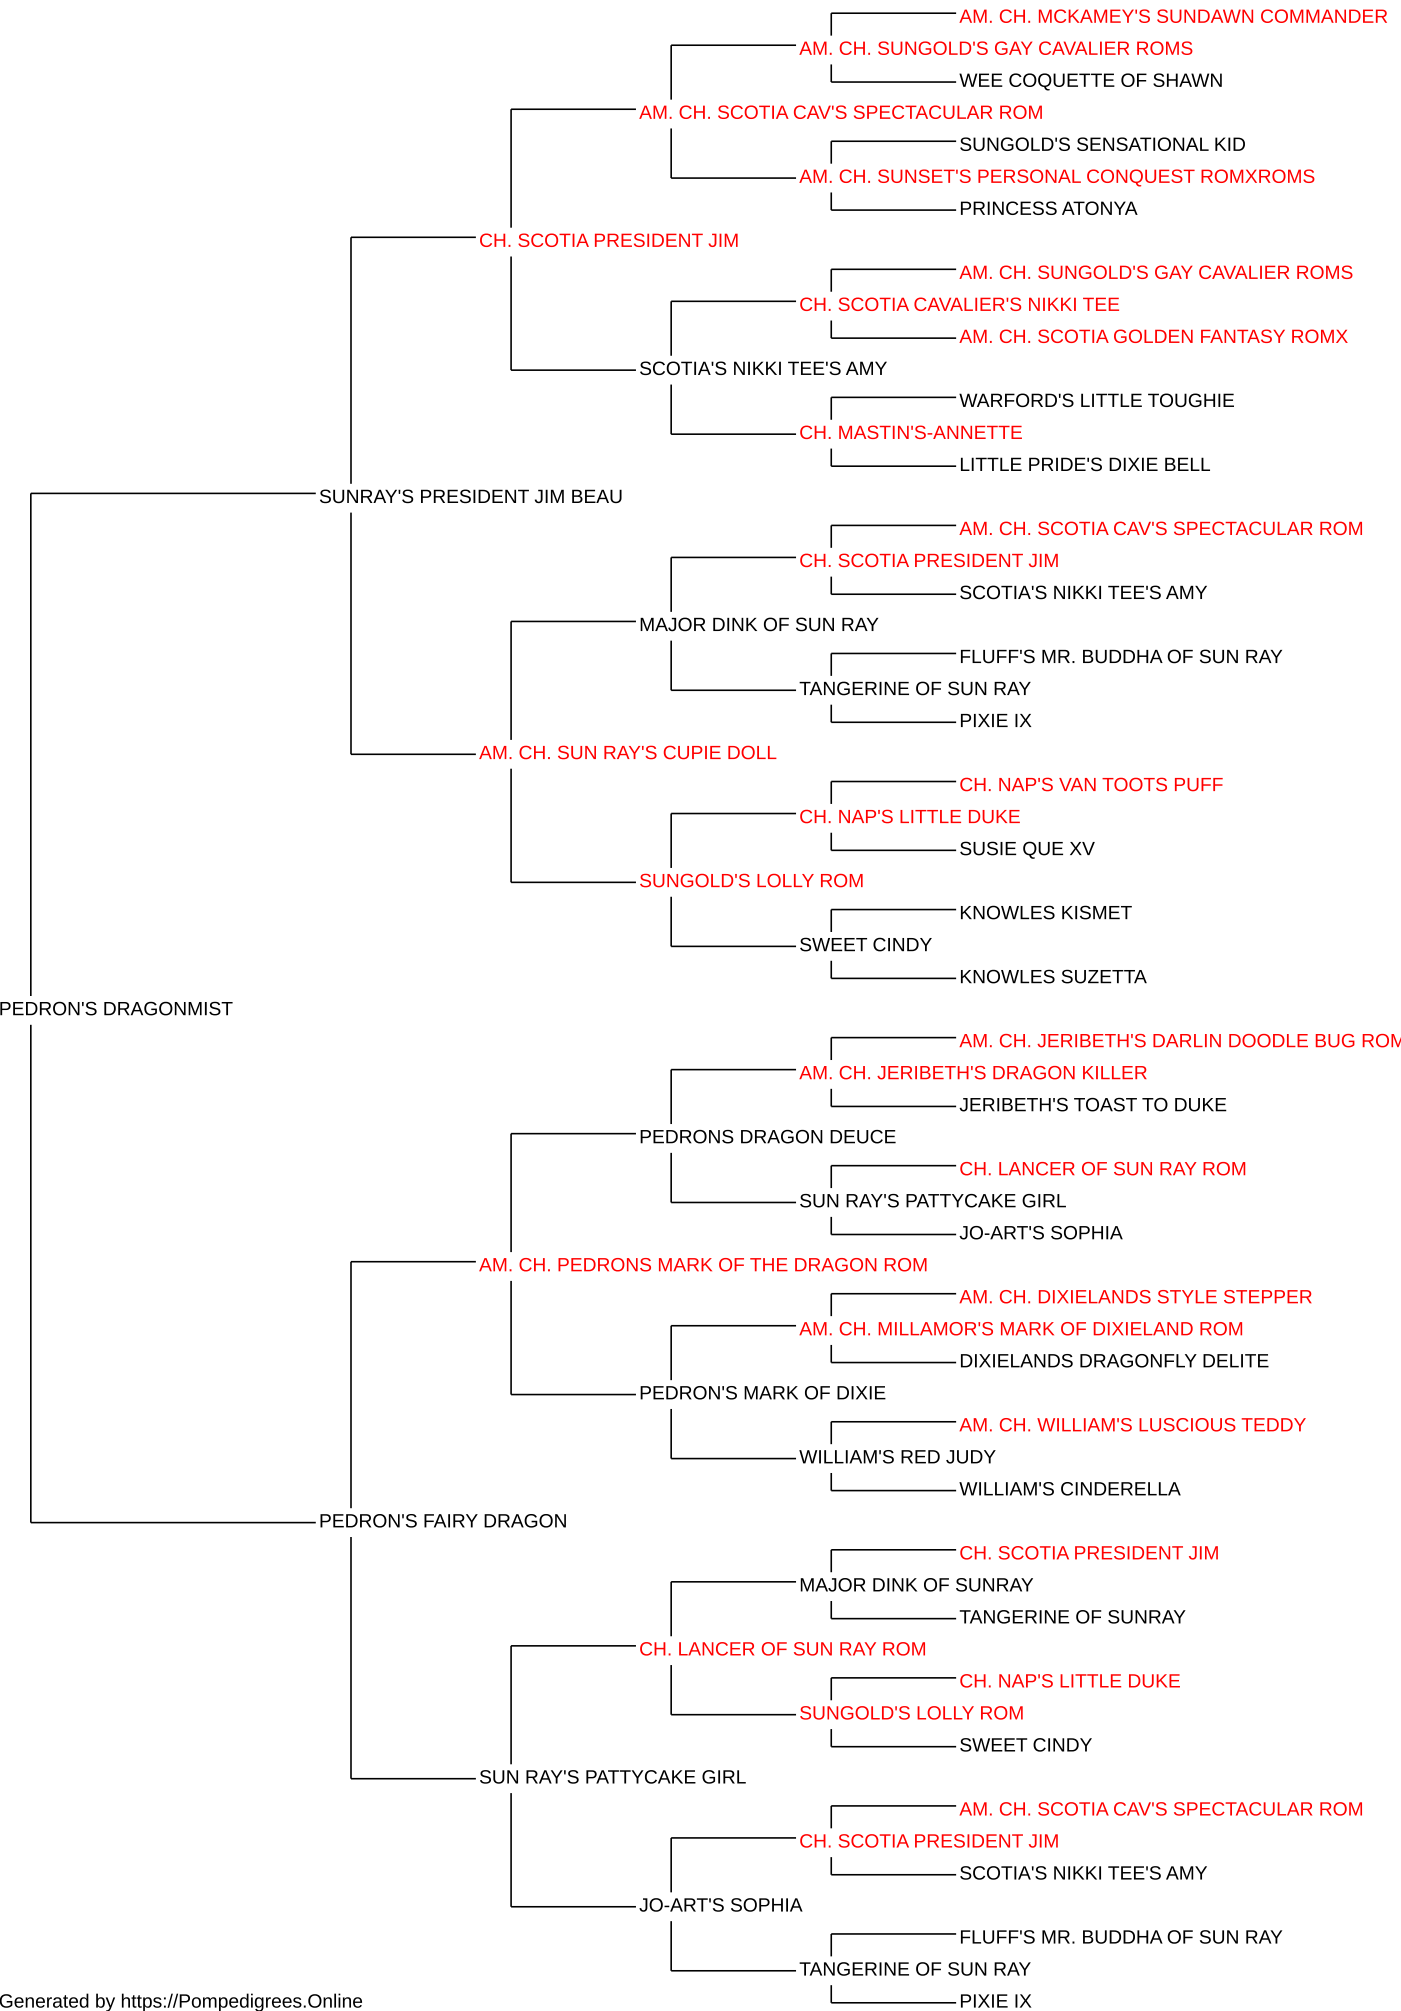 AM. CH. MCKAMEY'S SUNDAWN COMMANDER
AM. CH. SUNGOLD'S GAY CAVALIER ROMS
WEE COQUETTE OF SHAWN
AM. CH. SCOTIA CAV'S SPECTACULAR ROM
SUNGOLD'S SENSATIONAL KID
AM. CH. SUNSET'S PERSONAL CONQUEST ROMXROMS
PRINCESS ATONYA
CH. SCOTIA PRESIDENT JIM
AM. CH. SUNGOLD'S GAY CAVALIER ROMS
CH. SCOTIA CAVALIER'S NIKKI TEE
AM. CH. SCOTIA GOLDEN FANTASY ROMX
SCOTIA'S NIKKI TEE'S AMY
WARFORD'S LITTLE TOUGHIE
CH. MASTIN'S-ANNETTE
LITTLE PRIDE'S DIXIE BELL
SUNRAY'S PRESIDENT JIM BEAU
AM. CH. SCOTIA CAV'S SPECTACULAR ROM
CH. SCOTIA PRESIDENT JIM
SCOTIA'S NIKKI TEE'S AMY
MAJOR DINK OF SUN RAY
FLUFF'S MR. BUDDHA OF SUN RAY
TANGERINE OF SUN RAY
PIXIE IX
AM. CH. SUN RAY'S CUPIE DOLL
CH. NAP'S VAN TOOTS PUFF
CH. NAP'S LITTLE DUKE
SUSIE QUE XV
SUNGOLD'S LOLLY ROM
KNOWLES KISMET
SWEET CINDY
KNOWLES SUZETTA
PEDRON'S DRAGONMIST
AM. CH. JERIBETH'S DARLIN DOODLE BUG ROM
AM. CH. JERIBETH'S DRAGON KILLER
JERIBETH'S TOAST TO DUKE
PEDRONS DRAGON DEUCE
CH. LANCER OF SUN RAY ROM
SUN RAY'S PATTYCAKE GIRL
JO-ART'S SOPHIA
AM. CH. PEDRONS MARK OF THE DRAGON ROM
AM. CH. DIXIELANDS STYLE STEPPER
AM. CH. MILLAMOR'S MARK OF DIXIELAND ROM
DIXIELANDS DRAGONFLY DELITE
PEDRON'S MARK OF DIXIE
AM. CH. WILLIAM'S LUSCIOUS TEDDY
WILLIAM'S RED JUDY
WILLIAM'S CINDERELLA
PEDRON'S FAIRY DRAGON
CH. SCOTIA PRESIDENT JIM
MAJOR DINK OF SUNRAY
TANGERINE OF SUNRAY
CH. LANCER OF SUN RAY ROM
CH. NAP'S LITTLE DUKE
SUNGOLD'S LOLLY ROM
SWEET CINDY
SUN RAY'S PATTYCAKE GIRL
AM. CH. SCOTIA CAV'S SPECTACULAR ROM
CH. SCOTIA PRESIDENT JIM
SCOTIA'S NIKKI TEE'S AMY
JO-ART'S SOPHIA
FLUFF'S MR. BUDDHA OF SUN RAY
TANGERINE OF SUN RAY
PIXIE IX
Generated by https://Pompedigrees.Online